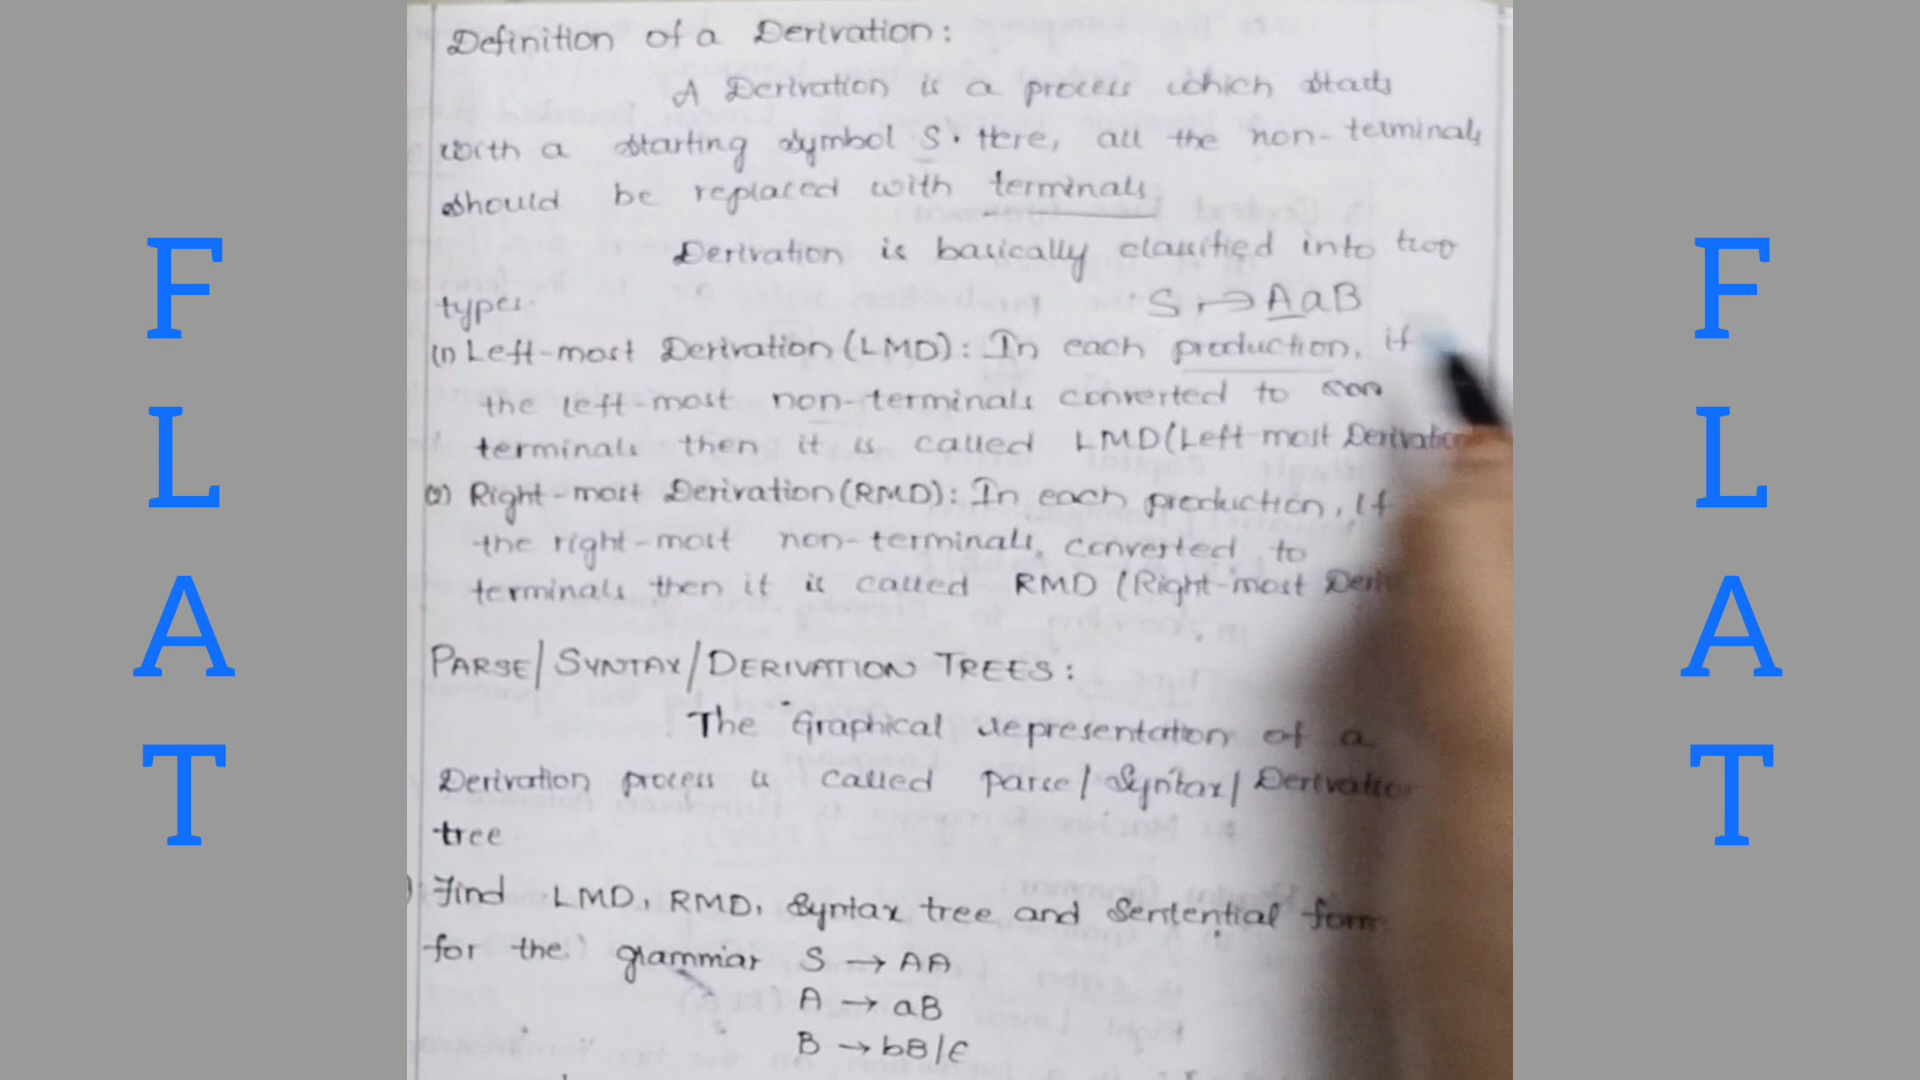 F
L
A
T
Definition of a Derivation:
A Derivation is a process which starts
with a starting symbol S. Here, all the non-terminals
should be replaced with terminals
Derivation is basically classified into two
types.
S → AaB
(1) Left-most Derivation (LMD): In each production, if
the left-most non-terminals converted to
terminals then it is called LMD (Left-most Derivation
(2) Right-most Derivation (RMD): In each production, if
the right-most non-terminals, converted to
terminals then it is called RMD (Right-most Deri
PARSE/SYNTAX/DERIVATION TREES:
The Graphical representation of a
Derivation process is called parse/Syntax/Derivation
tree
Find LMD, RMD, Syntax tree and Sentential form
for the grammar S → AA
A → aB
B → bB/Є
F
L
A
T